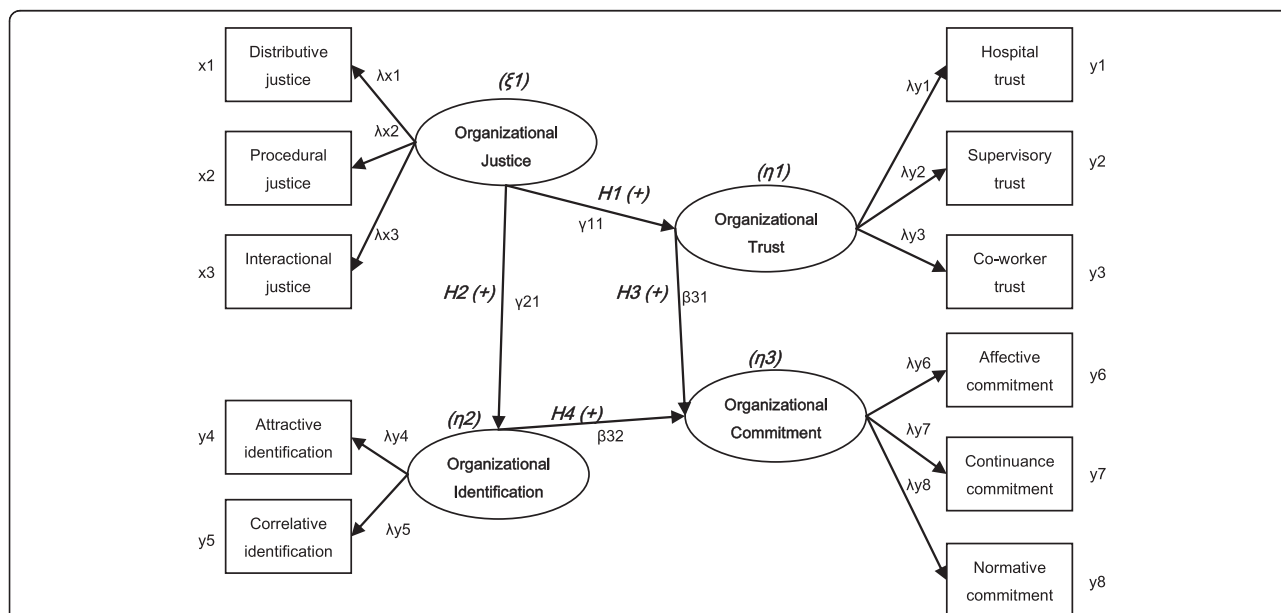 x1
Distributive
justice
λx1
x2
Procedural
justice
λx2
x3
Interactional
justice
λx3
(ξ1)
Organizational
Justice
H1 (+)
γ11
H2 (+)
γ21
(η1)
Organizational
Trust
λy1
Hospital
trust
y1
λy2
Supervisory
trust
y2
λy3
Co-worker
trust
y3
H3 (+)
β31
(η2)
Organizational
Identification
y4
Attractive
identification
λy4
y5
Correlative
identification
λy5
H4 (+)
β32
(η3)
Organizational
Commitment
λy6
Affective
commitment
y6
λy7
Continuance
commitment
y7
λy8
Normative
commitment
y8